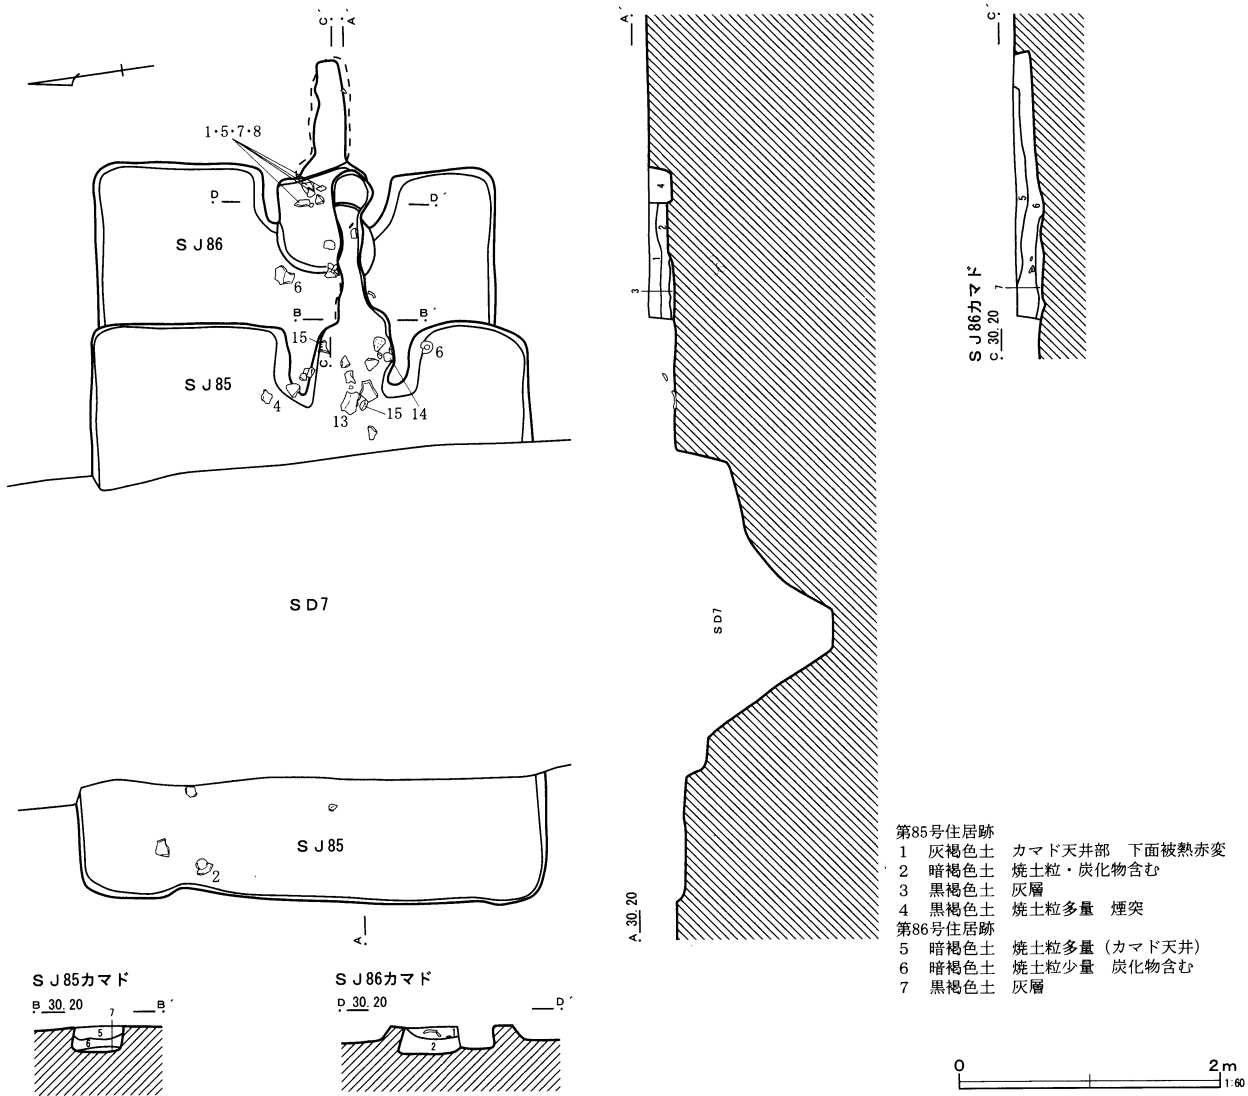 C´ A´
1・5・7・8
D D´
SJ86
6
B B´
15
C
6
SJ85
4
13 15 14
SD7
SJ85
2
A
A´
4
2
1
3
SD7
A 30.20
C´
5
6
7
SJ86カマド
C 30.20
第85号住居跡
1 灰褐色土 カマド天井部 下面被熱赤変
2 暗褐色土 焼土粒・炭化物含む
3 黒褐色土 灰層
4 黒褐色土 焼土粒多量 煙突
第86号住居跡
5 暗褐色土 焼土粒多量(カマド天井)
6 暗褐色土 焼土粒少量 炭化物含む
7 黒褐色土 灰層
SJ85カマド
B 30.20 7 B´
5
6
SJ86カマド
D 30.20 D´
1
2
0 2m
1:60